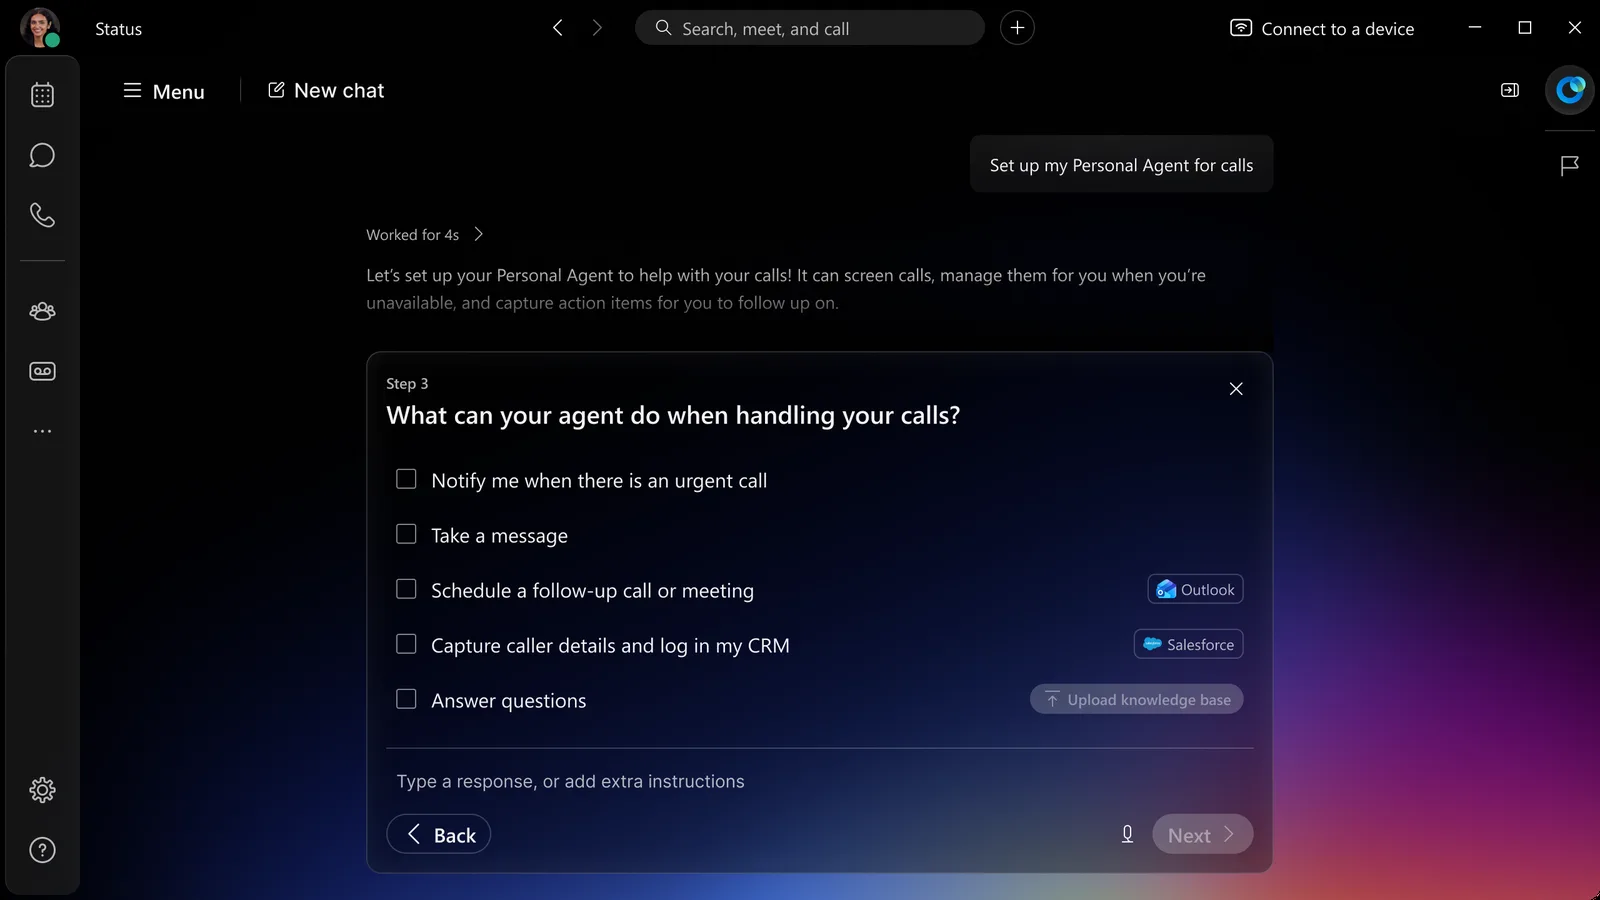 Status
Search, meet, and call
Connect to a device
Menu
New chat
Set up my Personal Agent for calls
Worked for 4s
Let’s set up your Personal Agent to help with your calls! It can screen calls, manage them for you when you’re
unavailable, and capture action items for you to follow up on.
Step 3
What can your agent do when handling your calls?
Notify me when there is an urgent call
Take a message
Schedule a follow-up call or meeting
Outlook
Capture caller details and log in my CRM
Salesforce
Answer questions
Upload knowledge base
Type a response, or add extra instructions
Back
Next